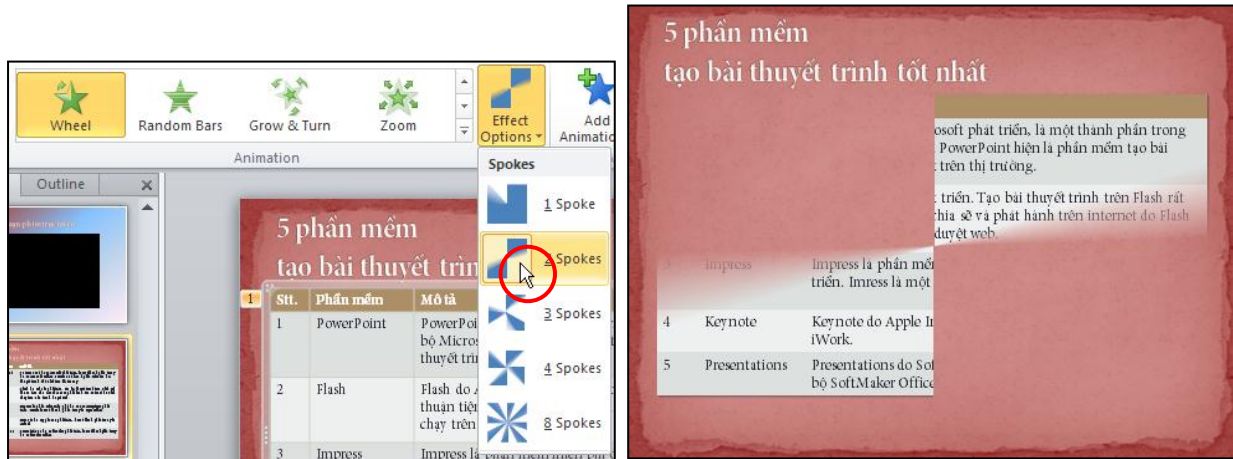 Wheel
Random Bars
Grow & Turn
Zoom
Effect Options
Add
Animation
Spokes
1 Spoke
2 Spokes
3 Spokes
4 Spokes
8 Spokes
Outline
5 phần mềm
tạo bài thuyết trìn
1
Stt. Phần mềm Mô tả
1 PowerPoint PowerPoi
bộ Micros
thuyết trìn
2 Flash Flash do
thuận tiện
chạy trên
3 Impress Impress là
5 phần mềm
tạo bài thuyết trình tốt nhất
osoft phát triển, là một thành phần trong
PowerPoint hiện là phần mềm tạo bài
trên thị trường.
triển. Tạo bài thuyết trình trên Flash rất
chia sẽ và phát hành trên internet do Flash
duyệt web.
3 Impress Impress là phần mềm
triển. Imress là một
4 Keynote Keynote do Apple In
iWork.
5 Presentations Presentations do Sof
bộ SoftMaker Office